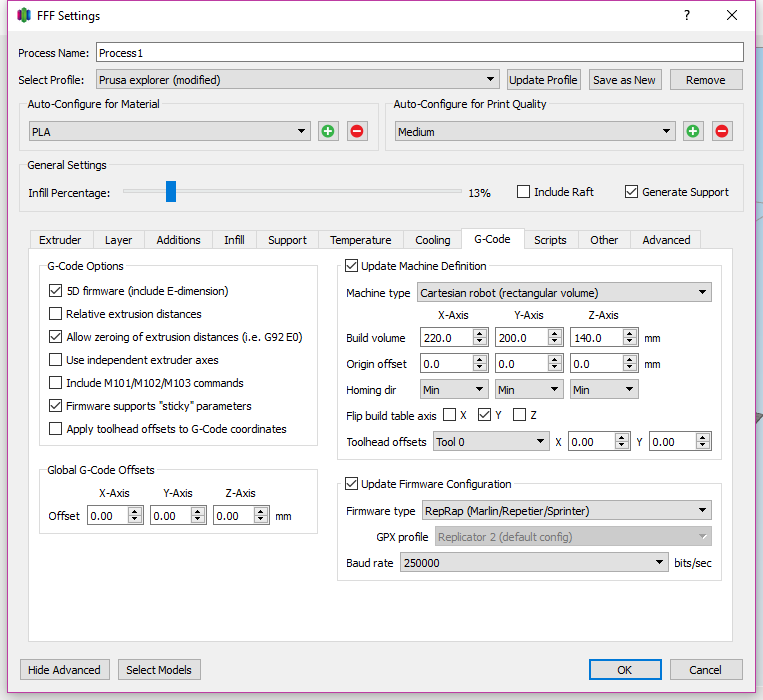 FFF Settings
?
Process Name: Process1
Select Profile: Prusa explorer (modified) Update Profile Save as New Remove
Auto-Configure for Material
PLA
Auto-Configure for Print Quality
Medium
General Settings
Infill Percentage: 13% Include Raft Generate Support
Extruder Layer Additions Infill Support Temperature Cooling G-Code Scripts Other Advanced
G-Code Options
5D firmware (include E-dimension)
Relative extrusion distances
Allow zeroing of extrusion distances (i.e. G92 E0)
Use independent extruder axes
Include M101/M102/M103 commands
Firmware supports "sticky" parameters
Apply toolhead offsets to G-Code coordinates
Global G-Code Offsets
X-Axis Y-Axis Z-Axis
Offset 0.00 0.00 0.00 mm
Update Machine Definition
Machine type Cartesian robot (rectangular volume)
X-Axis Y-Axis Z-Axis
Build volume 220.0 200.0 140.0 mm
Origin offset 0.0 0.0 0.0 mm
Homing dir Min Min Min
Flip build table axis X Y Z
Toolhead offsets Tool 0 X 0.00 Y 0.00
Update Firmware Configuration
Firmware type RepRap (Marlin/Repetier/Sprinter)
GPX profile Replicator 2 (default config)
Baud rate 250000 bits/sec
Hide Advanced Select Models OK Cancel